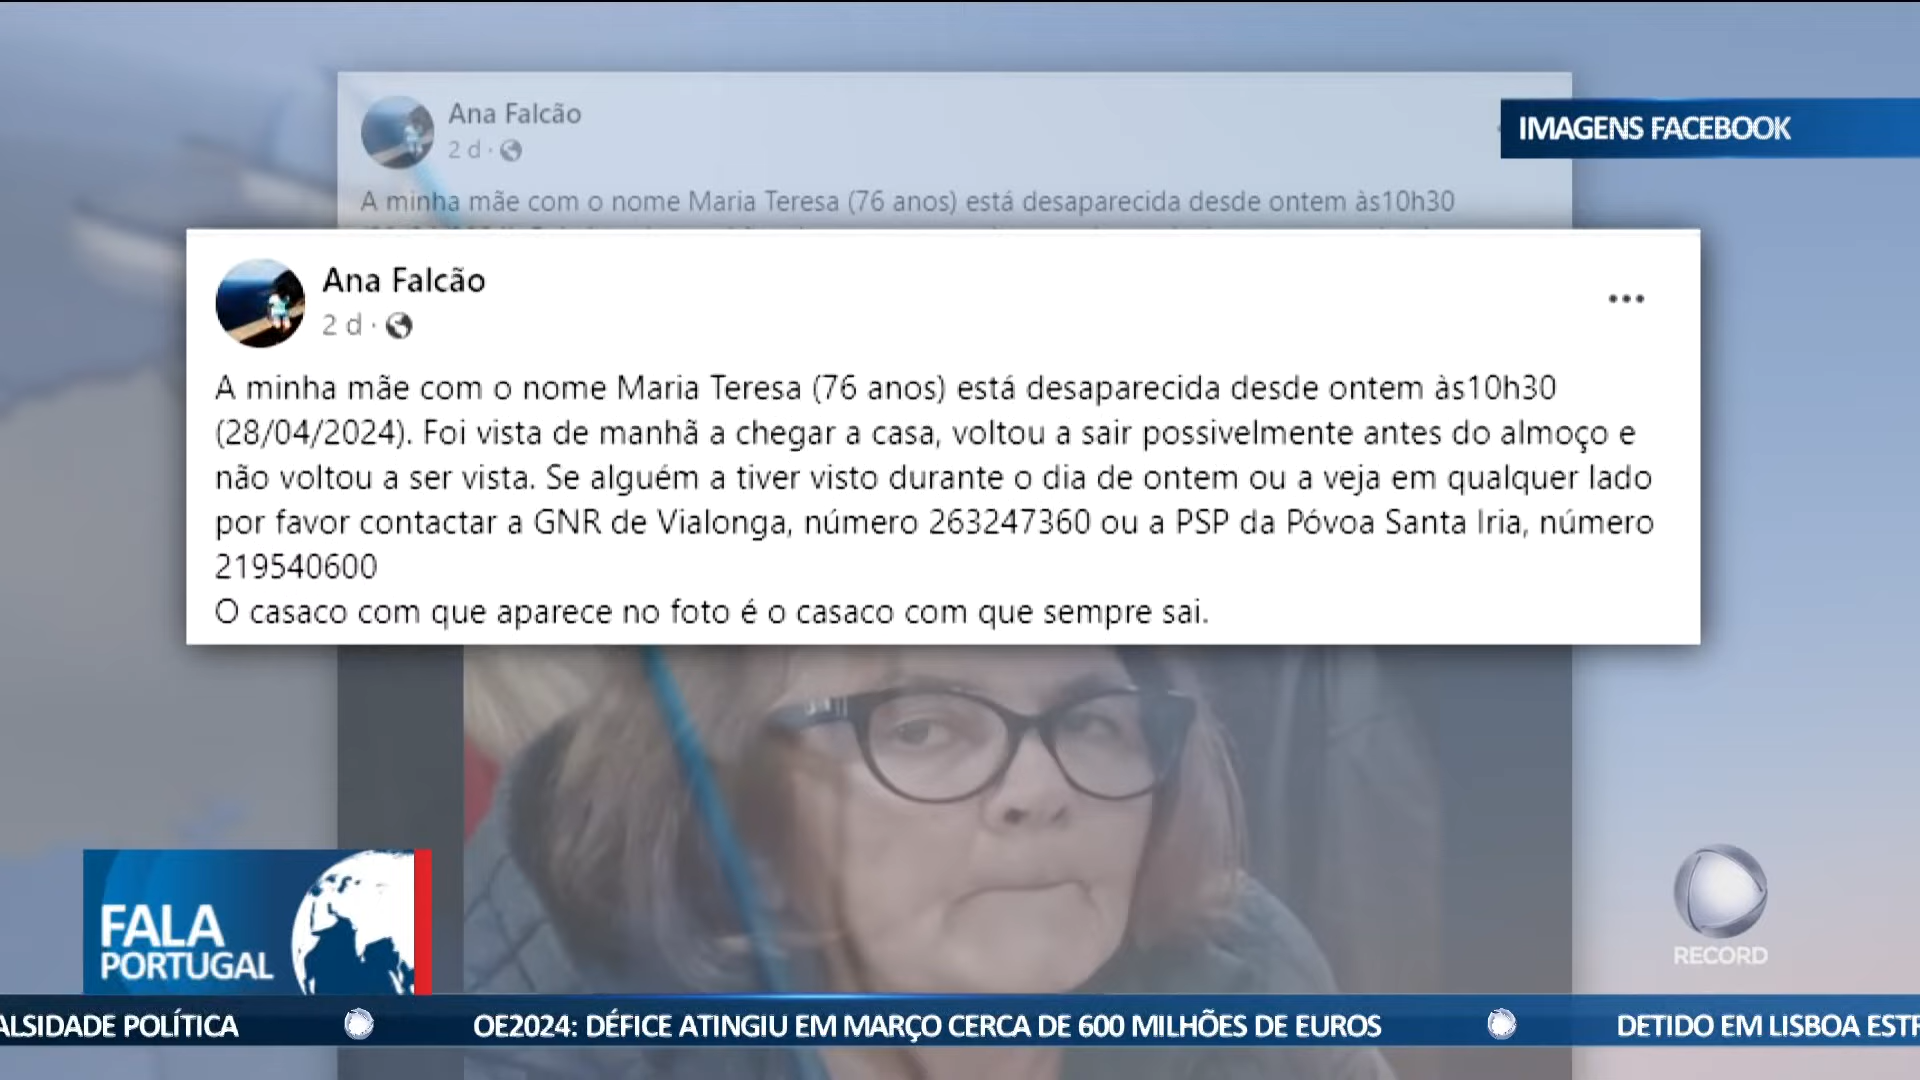 Ana Falcão
2 d
A minha mãe com o nome Maria Teresa (76 anos) está desaparecida desde ontem às10h30
IMAGENS FACEBOOK
Ana Falcão
2 d
A minha mãe com o nome Maria Teresa (76 anos) está desaparecida desde ontem às10h30
(28/04/2024). Foi vista de manhã a chegar a casa, voltou a sair possivelmente antes do almoço e
não voltou a ser vista. Se alguém a tiver visto durante o dia de ontem ou a veja em qualquer lado
por favor contactar a GNR de Vialonga, número 263247360 ou a PSP da Póvoa Santa Iria, número
219540600
O casaco com que aparece no foto é o casaco com que sempre sai.
FALA
PORTUGAL
RECORD
ALSIDADE POLÍTICA OE2024: DÉFICE ATINGIU EM MARÇO CERCA DE 600 MILHÕES DE EUROS DETIDO EM LISBOA ESTR